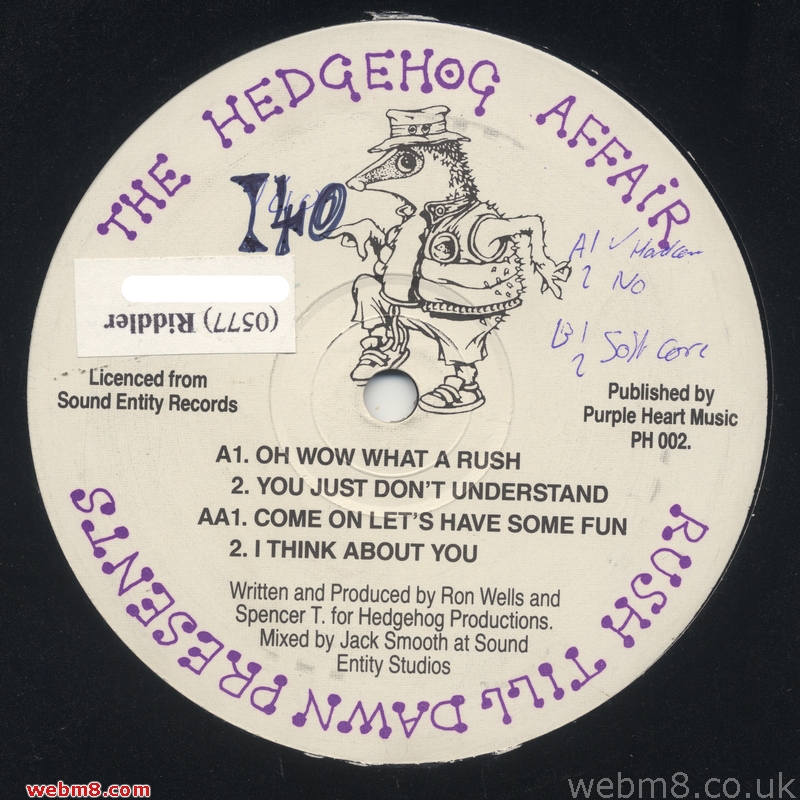 THE HEDGEHOG AFFAIR
140
A1 ✓ Hardcore
2 No
B1 Soft core
2
(0577) Riddler
Licenced from
Sound Entity Records
Published by
Purple Heart Music
PH 002.
A1. OH WOW WHAT A RUSH
2. YOU JUST DON'T UNDERSTAND
AA1. COME ON LET'S HAVE SOME FUN
2. I THINK ABOUT YOU
Written and Produced by Ron Wells and
Spencer T. for Hedgehog Productions.
Mixed by Jack Smooth at Sound
Entity Studios
RUSH TILL DAWN PRESENTS
webm8.com
webm8.co.uk